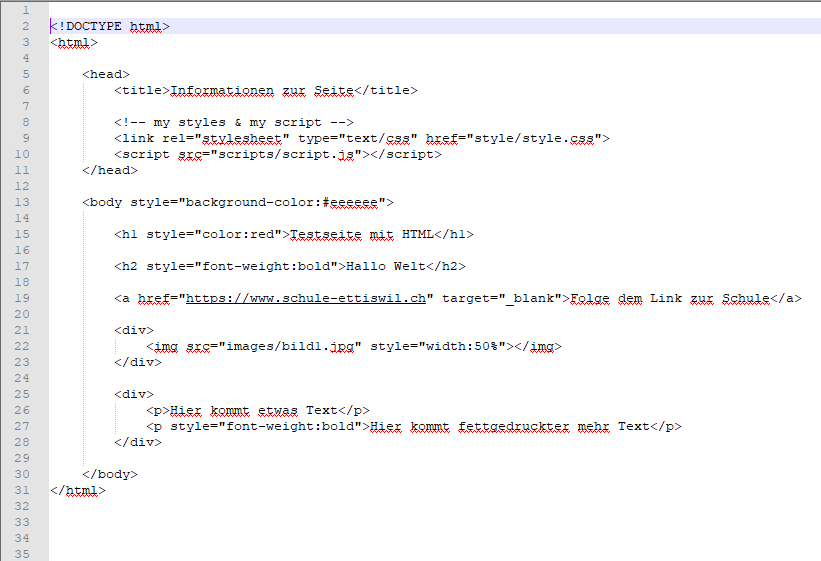 1
2 <!DOCTYPE html>
3 <html>
4
5     <head>
6         <title>Informationen zur Seite</title>
7
8         <!-- my styles & my script -->
9         <link rel="stylesheet" type="text/css" href="style/style.css">
10         <script src="scripts/script.js"></script>
11     </head>
12
13     <body style="background-color:#eeeeee">
14
15         <h1 style="color:red">Testseite mit HTML</h1>
16
17         <h2 style="font-weight:bold">Hallo Welt</h2>
18
19         <a href="https://www.schule-ettiswil.ch" target="_blank">Folge dem Link zur Schule</a>
20
21         <div>
22             <img src="images/bild1.jpg" style="width:50%"></img>
23         </div>
24
25         <div>
26             <p>Hier kommt etwas Text</p>
27             <p style="font-weight:bold">Hier kommt fettgedruckter mehr Text</p>
28         </div>
29
30     </body>
31 </html>
32
33
34
35